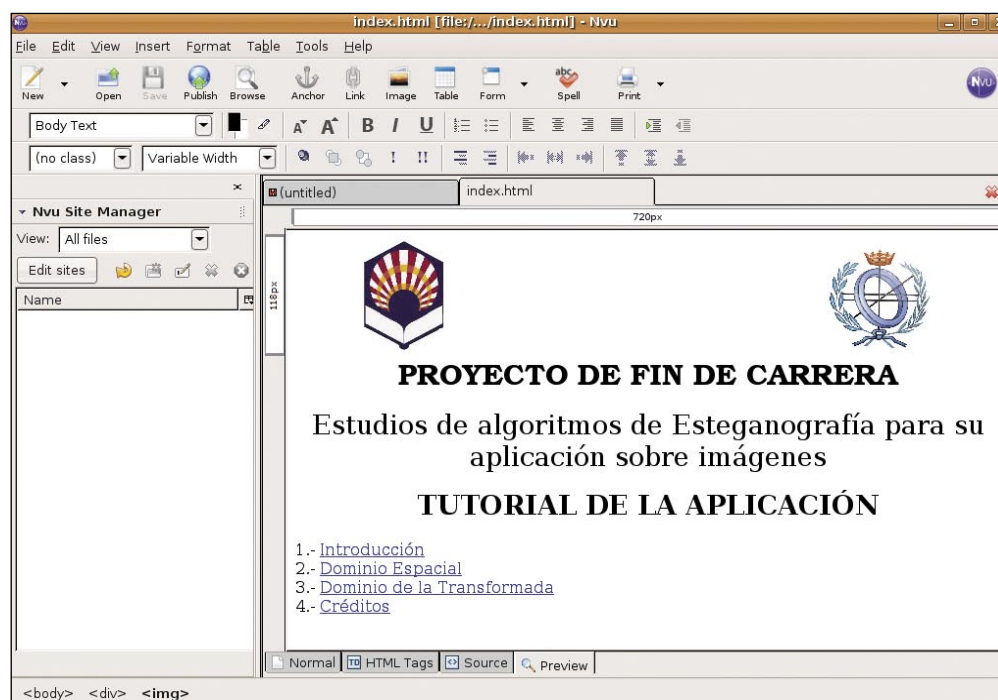 index.html [file:/.../index.html] - Nvu
File Edit View Insert Format Table Tools Help
New Open Save Publish Browse Anchor Link Image Table Form Spell Print
Body Text
(no class) Variable Width
(untitled) index.html
Nvu Site Manager
720px
View: All files
Edit sites
Name
118px
PROYECTO DE FIN DE CARRERA
Estudios de algoritmos de Esteganografía para su
aplicación sobre imágenes
TUTORIAL DE LA APLICACIÓN
1.- Introducción
2.- Dominio Espacial
3.- Dominio de la Transformada
4.- Créditos
Normal HTML Tags Source Preview
<body> <div> <img>